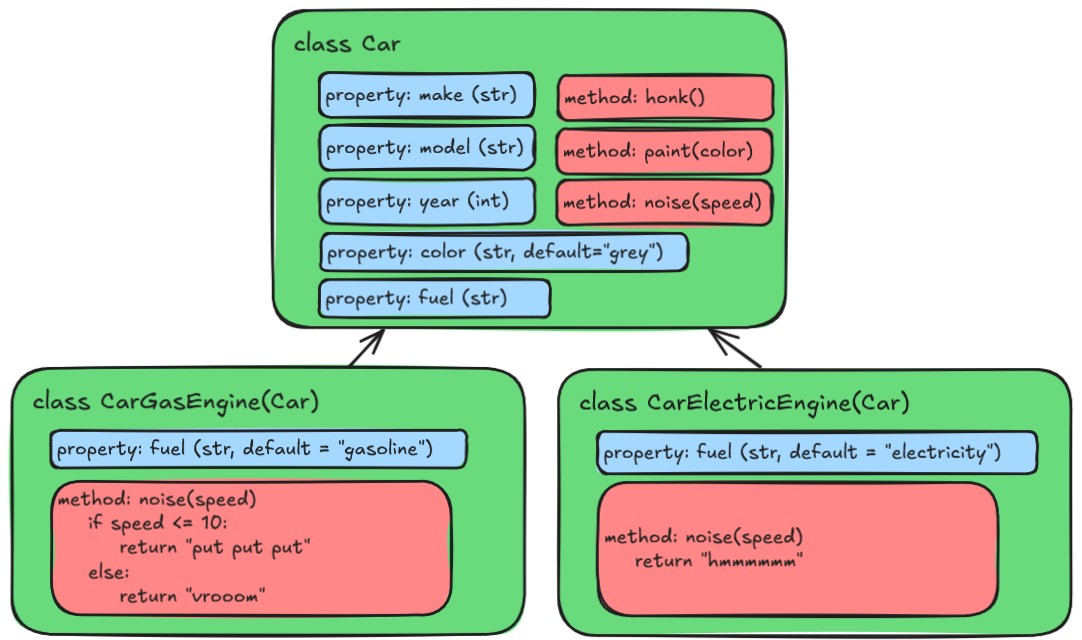 class Car
property: make (str)
property: model (str)
property: year (int)
property: color (str, default="grey")
property: fuel (str)
method: honk()
method: paint(color)
method: noise(speed)
class CarGasEngine(Car)
property: fuel (str, default = "gasoline")
method: noise(speed)
if speed <= 10:
return "put put put"
else:
return "vrooom"
class CarElectricEngine(Car)
property: fuel (str, default = "electricity")
method: noise(speed)
return "hmmmmmm"